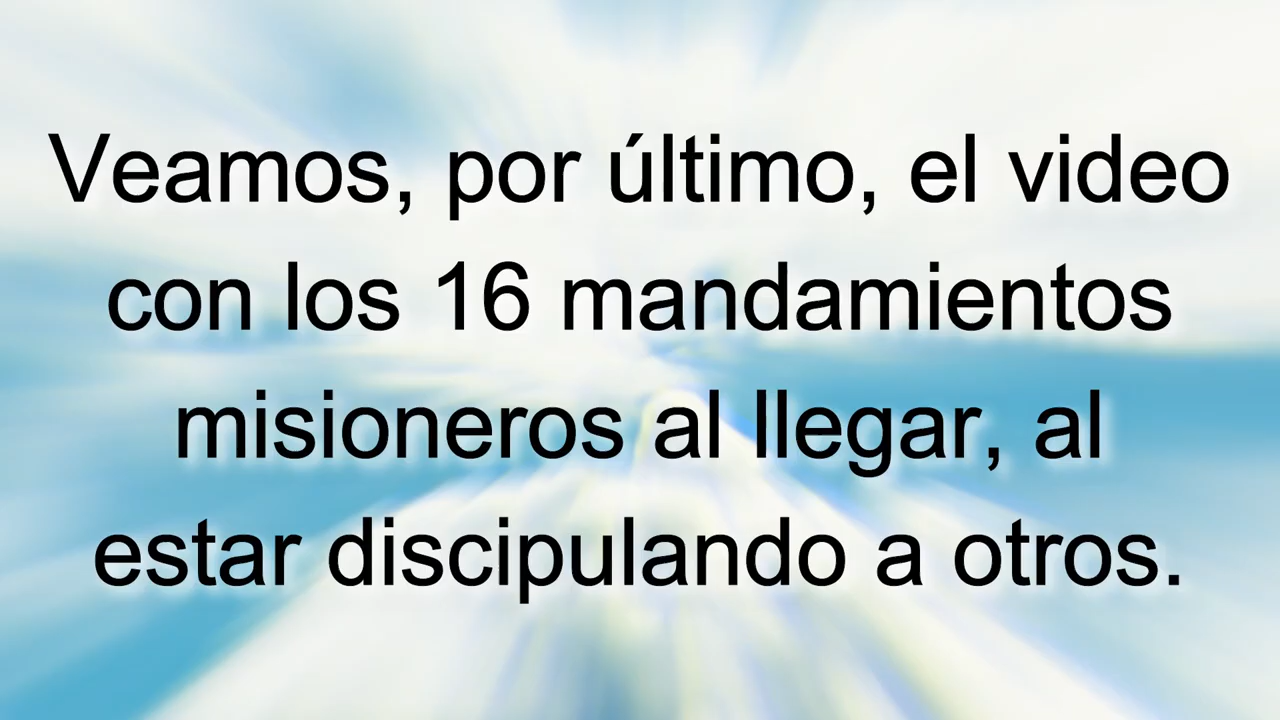 Veamos, por último, el video
con los 16 mandamientos
misioneros al llegar, al
estar discipulando a otros.